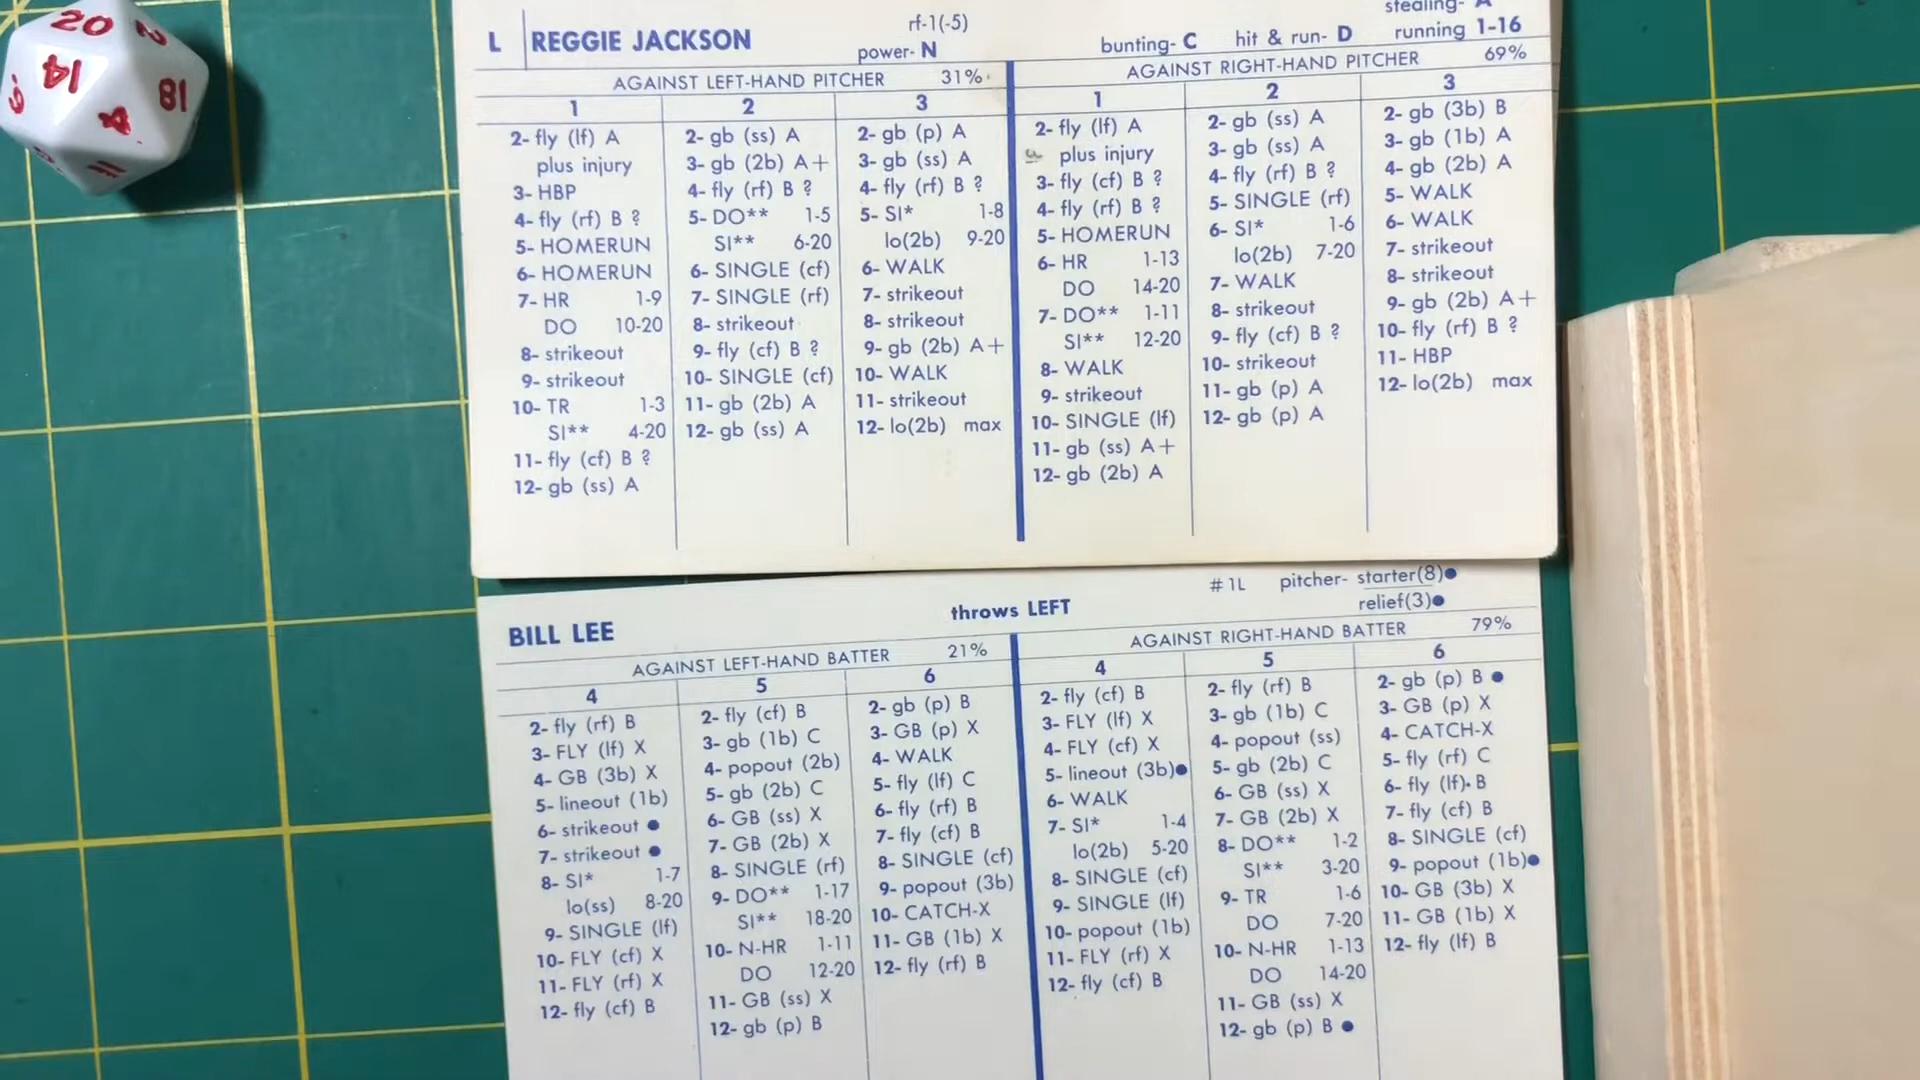 20 2
14 18
4
11
stealing- A
L REGGIE JACKSON rf-1(-5) power- N bunting- C hit & run- D running 1-16
AGAINST LEFT-HAND PITCHER 31%
1 2 3
2- fly (lf) A
plus injury
3- HBP
4- fly (rf) B ?
5- HOMERUN
6- HOMERUN
7- HR 1-9
DO 10-20
8- strikeout
9- strikeout
10- TR 1-3
SI** 4-20
11- fly (cf) B ?
12- gb (ss) A
2- gb (ss) A
3- gb (2b) A+
4- fly (rf) B ?
5- DO** 1-5
SI** 6-20
6- SINGLE (cf)
7- SINGLE (rf)
8- strikeout
9- fly (cf) B ?
10- SINGLE (cf)
11- gb (2b) A
12- gb (ss) A
2- gb (p) A
3- gb (ss) A
4- fly (rf) B ?
5- SI* 1-8
lo(2b) 9-20
6- WALK
7- strikeout
8- strikeout
9- gb (2b) A+
10- WALK
11- strikeout
12- lo(2b) max
AGAINST RIGHT-HAND PITCHER 69%
1 2 3
2- fly (lf) A
plus injury
3- fly (cf) B ?
4- fly (rf) B ?
5- HOMERUN
6- HR 1-13
DO 14-20
7- DO** 1-11
SI** 12-20
8- WALK
9- strikeout
10- SINGLE (lf)
11- gb (ss) A+
12- gb (2b) A
2- gb (ss) A
3- gb (ss) A
4- fly (rf) B ?
5- SINGLE (rf)
6- SI* 1-6
lo(2b) 7-20
7- WALK
8- strikeout
9- fly (cf) B ?
10- strikeout
11- gb (p) A
12- gb (p) A
2- gb (3b) B
3- gb (1b) A
4- gb (2b) A
5- WALK
6- WALK
7- strikeout
8- strikeout
9- gb (2b) A+
10- fly (rf) B ?
11- HBP
12- lo(2b) max
BILL LEE throws LEFT # 1L pitcher- starter(8)●
relief(3)●
AGAINST LEFT-HAND BATTER 21%
4 5 6
2- fly (rf) B
3- FLY (lf) X
4- GB (3b) X
5- lineout (1b)
6- strikeout ●
7- strikeout ●
8- SI* 1-7
lo(ss) 8-20
9- SINGLE (lf)
10- FLY (cf) X
11- FLY (rf) X
12- fly (cf) B
2- fly (cf) B
3- gb (1b) C
4- popout (2b)
5- gb (2b) C
6- GB (ss) X
7- GB (2b) X
8- SINGLE (rf)
9- DO** 1-17
SI** 18-20
10- N-HR 1-11
DO 12-20
11- GB (ss) X
12- gb (p) B
2- gb (p) B
3- GB (p) X
4- WALK
5- fly (lf) C
6- fly (rf) B
7- fly (cf) B
8- SINGLE (cf)
9- popout (3b)
10- CATCH-X
11- GB (1b) X
12- fly (rf) B
AGAINST RIGHT-HAND BATTER 79%
4 5 6
2- fly (cf) B
3- FLY (lf) X
4- FLY (cf) X
5- lineout (3b)●
6- WALK
7- SI* 1-4
lo(2b) 5-20
8- SINGLE (cf)
9- SINGLE (lf)
10- popout (1b)
11- FLY (rf) X
12- fly (cf) B
2- fly (rf) B
3- gb (1b) C
4- popout (ss)
5- gb (2b) C
6- GB (ss) X
7- GB (2b) X
8- DO** 1-2
SI** 3-20
9- TR 1-6
DO 7-20
10- N-HR 1-13
DO 14-20
11- GB (ss) X
12- gb (p) B ●
2- gb (p) B ●
3- GB (p) X
4- CATCH-X
5- fly (rf) C
6- fly (lf) B
7- fly (cf) B
8- SINGLE (cf)
9- popout (1b)●
10- GB (3b) X
11- GB (1b) X
12- fly (lf) B